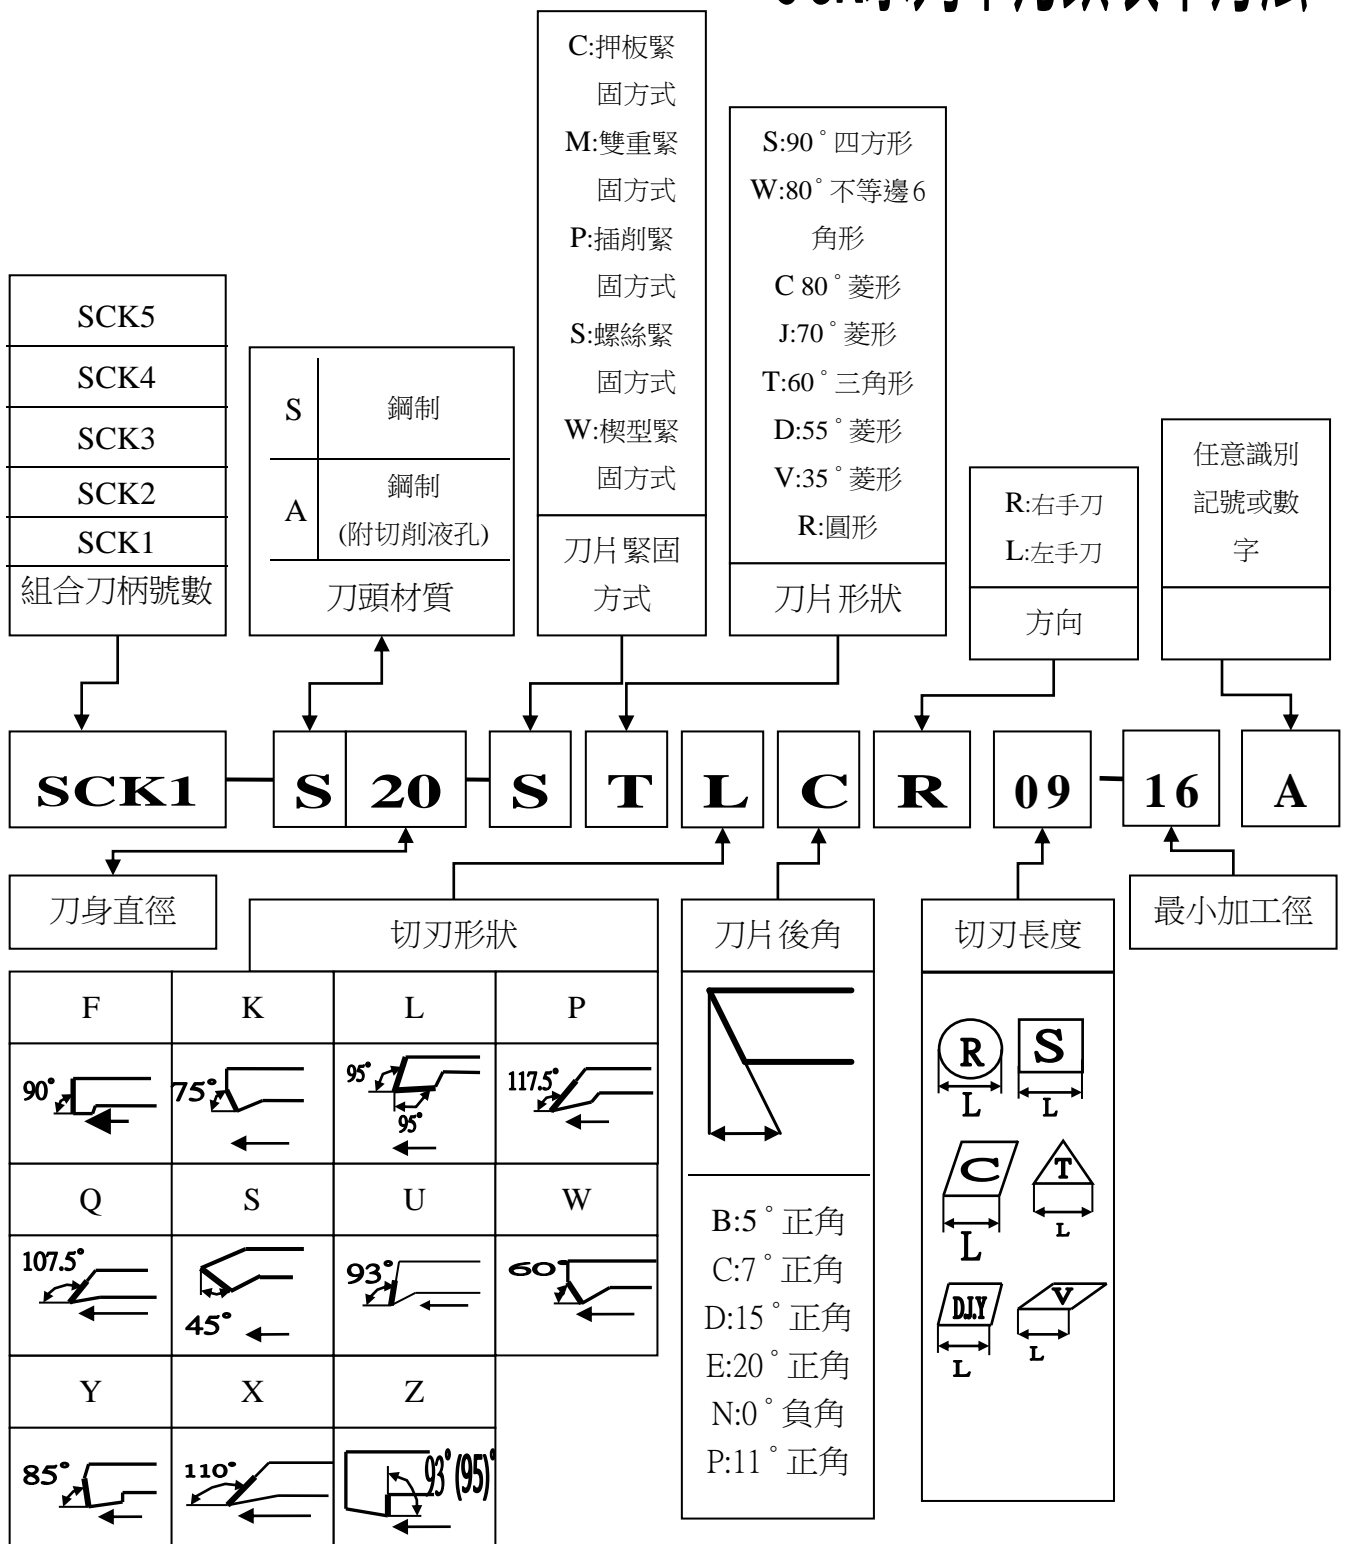 C:押板緊
固方式
M:雙重緊
固方式
P:插削緊
固方式
S:螺絲緊
固方式
W:楔型緊
固方式
刀片緊固
方式
S:90°四方形
W:80°不等邊6
角形
C 80°菱形
J:70°菱形
T:60°三角形
D:55°菱形
V:35°菱形
R:圓形
刀片形狀
SCK5
SCK4
SCK3
SCK2
SCK1
組合刀柄號數
S 鋼制
A 鋼制
(附切削液孔)
刀頭材質
R:右手刀
L:左手刀
方向
任意識別
記號或數
字
SCK1 S 20 S T L C R 09 16 A
刀身直徑
切刃形狀
刀片後角
切刃長度
最小加工徑
F K L P
90° 75° 95° 95° 117.5°
Q S U W
107.5° 45° 93° 60°
Y X Z
85° 110° 93°(95)°
B:5°正角
C:7°正角
D:15°正角
E:20°正角
N:0°負角
P:11°正角
R S
L L
C T
L L
D.J.Y V
L L